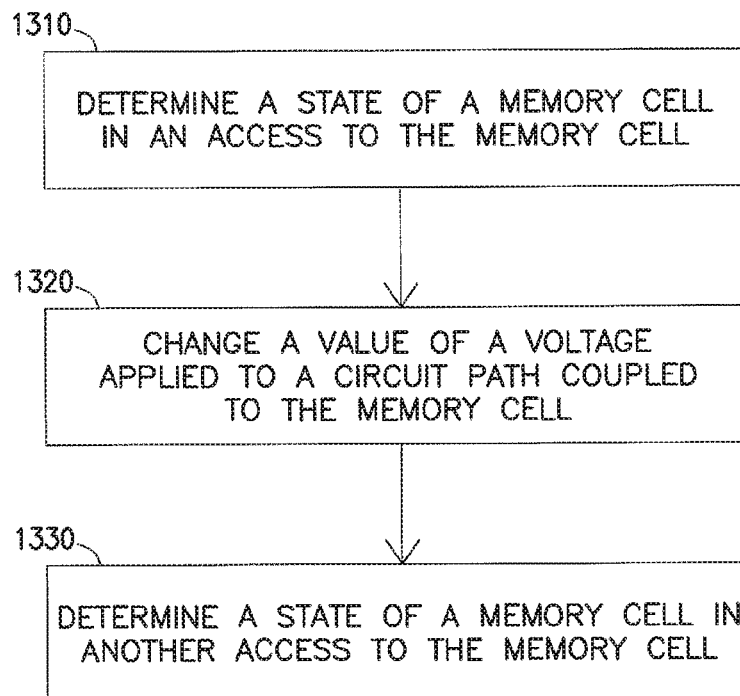 1310
DETERMINE A STATE OF A MEMORY CELL
IN AN ACCESS TO THE MEMORY CELL
1320
CHANGE A VALUE OF A VOLTAGE
APPLIED TO A CIRCUIT PATH COUPLED
TO THE MEMORY CELL
1330
DETERMINE A STATE OF A MEMORY CELL IN
ANOTHER ACCESS TO THE MEMORY CELL